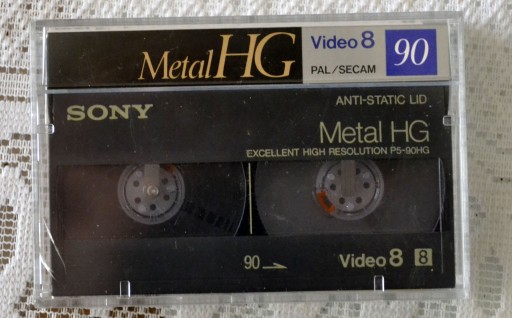 Metal HG
Video 8
PAL/SECAM
90
SONY
ANTI-STATIC LID
Metal HG
EXCELLENT HIGH RESOLUTION P5-90HG
90
Video 8 8